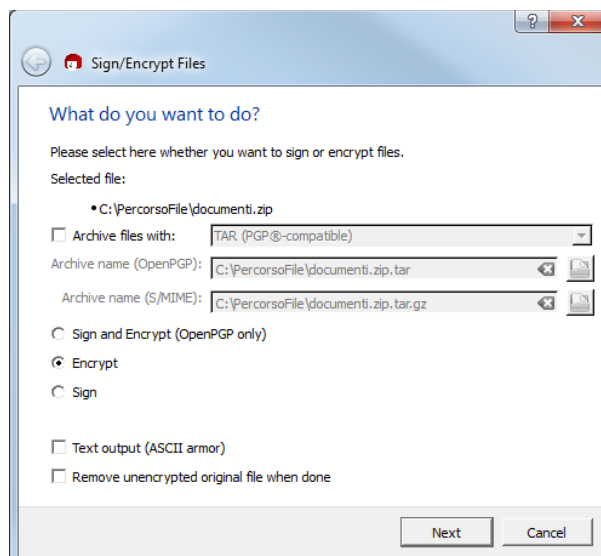 Sign/Encrypt Files
What do you want to do?
Please select here whether you want to sign or encrypt files.
Selected file:
•C:\PercorsoFile\documenti.zip
Archive files with: TAR (PGP®-compatible)
Archive name (OpenPGP): C:\PercorsoFile\documenti.zip.tar
Archive name (S/MIME): C:\PercorsoFile\documenti.zip.tar.gz
Sign and Encrypt (OpenPGP only)
Encrypt
Sign
Text output (ASCII armor)
Remove unencrypted original file when done
Next Cancel